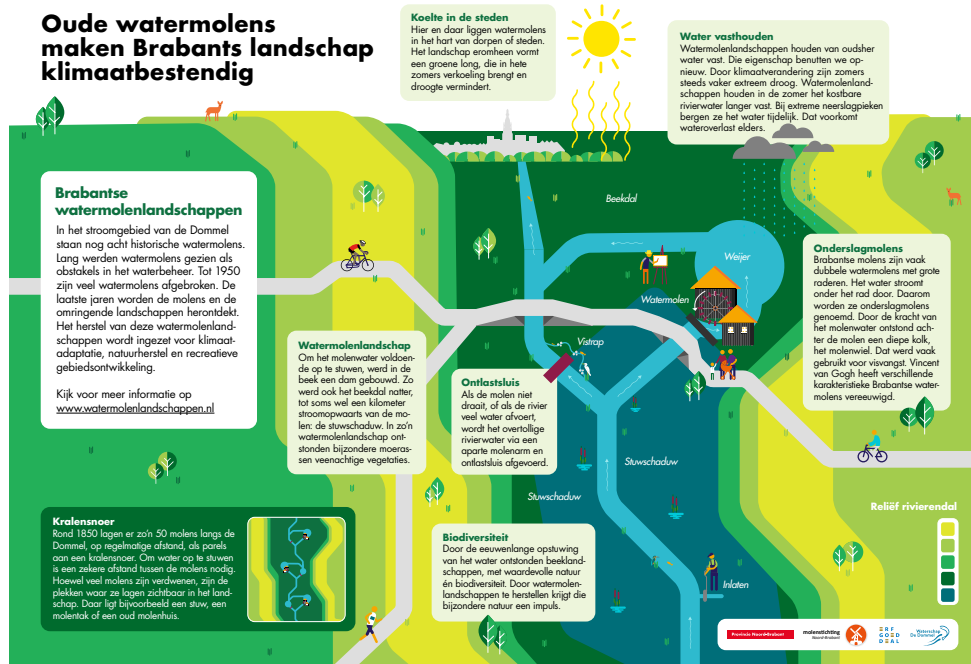 Oude watermolens
maken Brabants landschap
klimaatbestendig
Koelte in de steden
Hier en daar liggen watermolens
in het hart van dorpen of steden.
Het landschap eromheen vormt
een groene long, die in hete
zomers verkoeling brengt en
droogte vermindert.
Water vasthouden
Watermolenlandschappen houden van oudsher
water vast. Die eigenschap benutten we op-
nieuw. Door klimaatverandering zijn zomers
steeds vaker extreem droog. Watermolenland-
schappen houden in de zomer het kostbare
rivierwater langer vast. Bij extreme neerslagpieken
bergen ze het water tijdelijk. Dat voorkomt
wateroverlast elders.
Brabantse
watermolenlandschappen
In het stroomgebied van de Dommel
staan nog acht historische watermolens.
Lang werden watermolens gezien als
obstakels in het waterbeheer. Tot 1950
zijn veel watermolens afgebroken. De
laatste jaren worden de molens en de
omringende landschappen herontdekt.
Het herstel van deze watermolenland-
schappen wordt ingezet voor klimaat-
adaptatie, natuurherstel en recreatieve
gebiedsontwikkeling.
Kijk voor meer informatie op
www.watermolenlandschappen.nl
Beekdal
Weijer
Watermolen
Vistrap
Onderslagmolens
Brabantse molens zijn vaak
dubbele watermolens met grote
raderen. Het water stroomt
onder het rad door. Daarom
worden ze onderslagmolens
genoemd. Door de kracht van
het molenwater ontstond ach-
ter de molen een diepe kolk,
het molenwiel. Dat werd vaak
gebruikt voor visvangst. Vincent
van Gogh heeft verschillende
karakteristieke Brabantse water-
molens vereeuwigd.
Watermolenlandschap
Om het molenwater voldoen-
de op te stuwen, werd in de
beek een dam gebouwd. Zo
werd ook het beekdal natter,
tot soms wel een kilometer
stroomopwaarts van de mo-
len: de stuwschaduw. In zo'n
watermolenlandschap ont-
stonden bijzondere moeras-
sen veenachtige vegetaties.
Ontlastsluis
Als de molen niet
draait, of als de rivier
veel water afvoert,
wordt het overtollige
rivierwater via een
aparte molenarm en
ontlastsluis afgevoerd.
Stuwschaduw
Stuwschaduw
Inlaten
Reliëf rivierendal
Kralensnoer
Rond 1850 lagen er zo'n 50 molens langs de
Dommel, op regelmatige afstand, als parels
aan een kralensnoer. Om water op te stuwen
is een zekere afstand tussen de molens nodig.
Hoewel veel molens zijn verdwenen, zijn de
plekken waar ze lagen zichtbaar in het land-
schap. Daar ligt bijvoorbeeld een stuw, een
molentak of een oud molenhuis.
Biodiversiteit
Door de eeuwenlange opstuwing
van het water ontstonden beekland-
schappen, met waardevolle natuur
én biodiversiteit. Door watermolen-
landschappen te herstellen krijgt die
bijzondere natuur een impuls.
Provincie Noord-Brabant
molenstichting
Noord-Brabant
ERF
GOED
DEAL
Waterschap
De Dommel